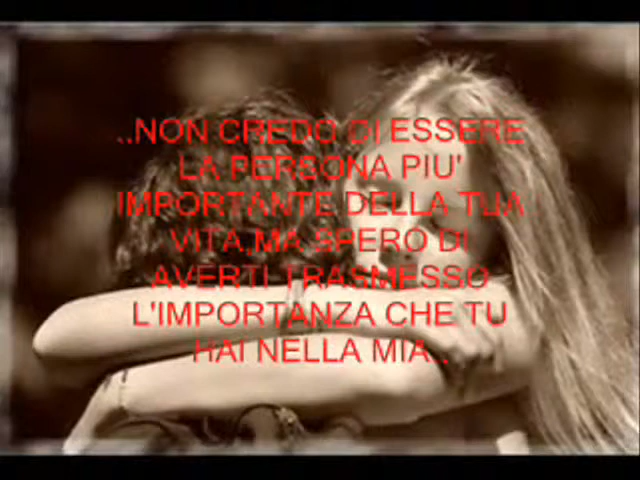 ..NON CREDO DI ESSERE
LA PERSONA PIU'
IMPORTANTE DELLA TUA
VITA,MA SPERO DI
AVERTI TRASMESSO
L'IMPORTANZA CHE TU
HAI NELLA MIA..